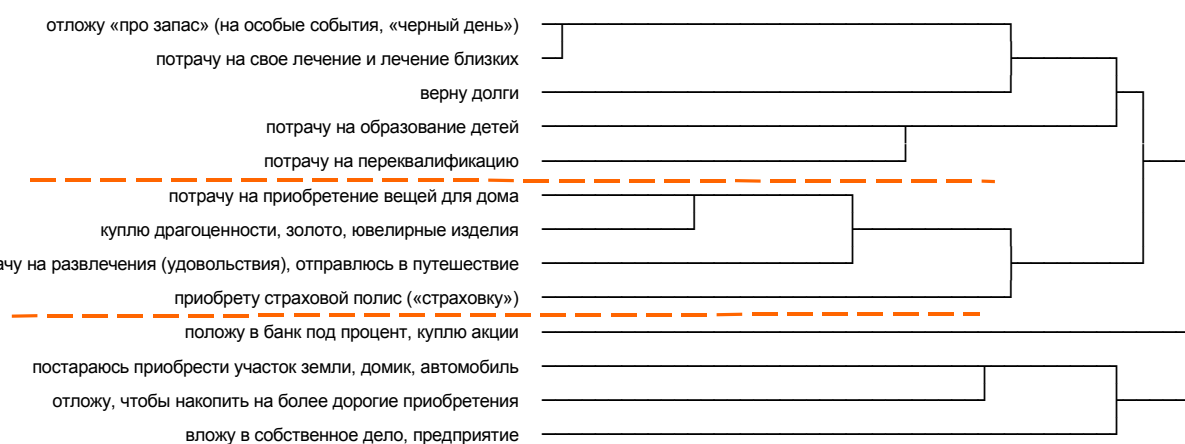 отложу «про запас» (на особые события, «черный день»)
потрачу на свое лечение и лечение близких
верну долги
потрачу на образование детей
потрачу на переквалификацию
потрачу на приобретение вещей для дома
куплю драгоценности, золото, ювелирные изделия
на развлечения (удовольствия), отправлюсь в путешествие
приобрету страховой полис («страховку»)
положу в банк под процент, куплю акции
постараюсь приобрести участок земли, домик, автомобиль
отложу, чтобы накопить на более дорогие приобретения
вложу в собственное дело, предприятие